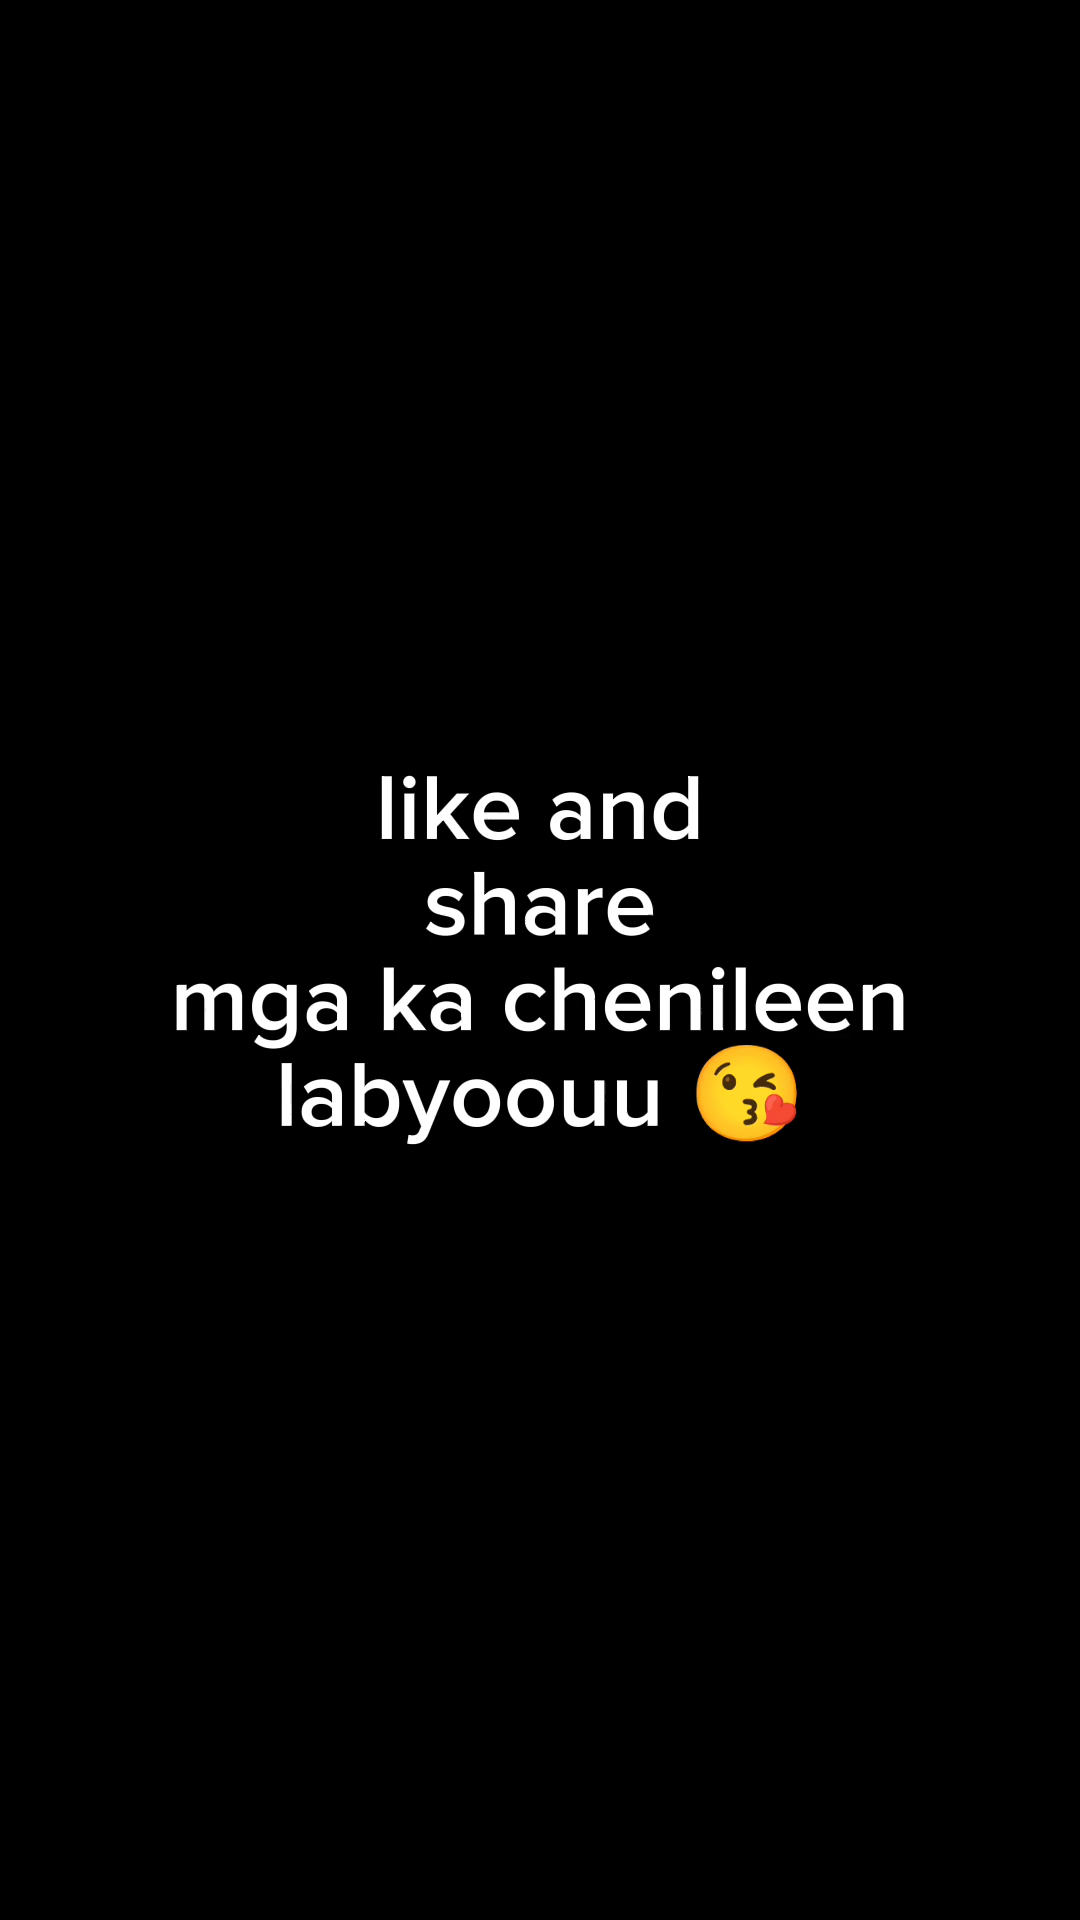 like and
share
mga ka chenileen
labyoouu 😘